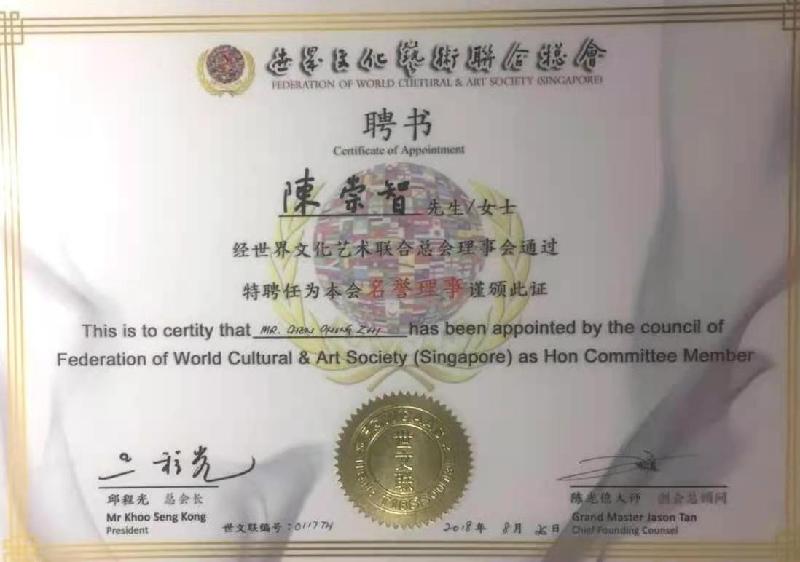 世界文化藝術聯合總會
FEDERATION OF WORLD CULTURAL & ART SOCIETY (SINGAPORE)
聘书
Certificate of Appointment
陳崇智 先生/女士
经世界文化艺术联合总会理事会通过
特聘任为本会名誉理事谨颁此证
This is to certify that MR. has been appointed by the council of
Federation of World Cultural & Art Society (Singapore) as Hon Committee Member
世文聯
邱程光 总会长
Mr Khoo Seng Kong
President
世文联编号:
2018年 8月 日
陈光德大师 创会总顾问
Grand Master Jason Tan
Chief Founding Counsel